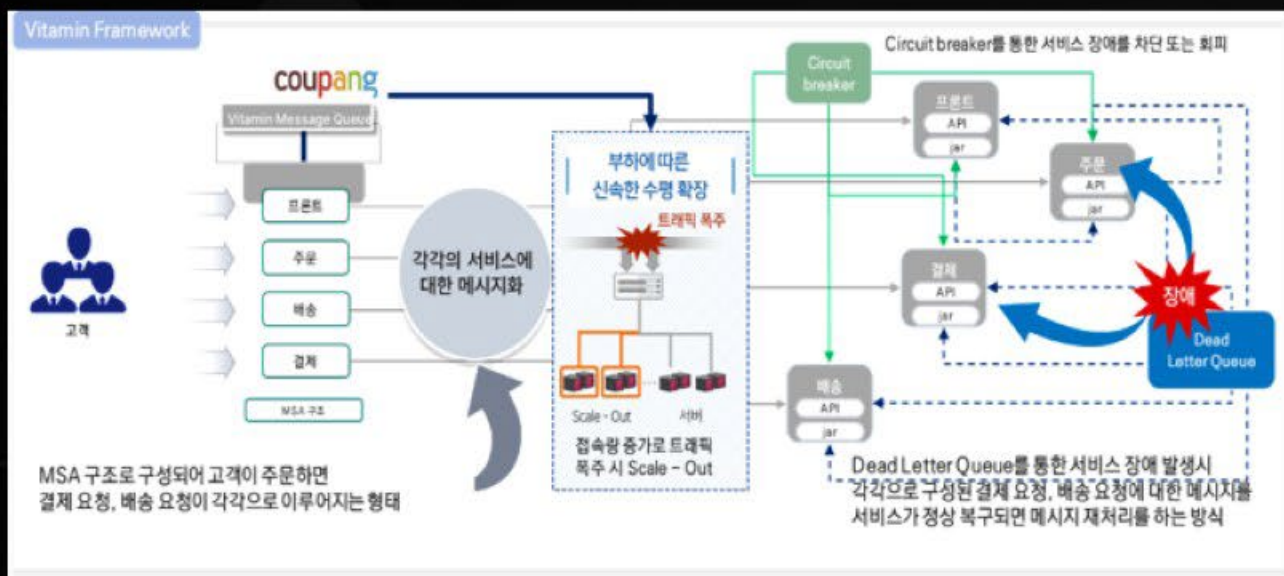 Vitamin Framework
coupang
Vitamin Message Queue
프론트
주문
배송
결제
MSA 구조
고객
각각의 서비스에
대한 메시지화
MSA 구조로 구성되어 고객이 주문하면
결제 요청, 배송 요청이 각각으로 이루어지는 형태
부하에 따른
신속한 수평 확장
트래픽 폭주
Scale - Out
서버
접속량 증가로 트래픽
폭주 시 Scale - Out
Circuit breaker를 통한 서비스 장애를 차단 또는 회피
Circuit
breaker
프론트
API
jar
주문
API
jar
결제
API
jar
배송
API
jar
장애
Dead
Letter Queue
Dead Letter Queue를 통한 서비스 장애 발생시
각각으로 구성된 결제 요청, 배송 요청에 대한 메시지를
서비스가 정상 복구되면 메시지 재처리를 하는 방식